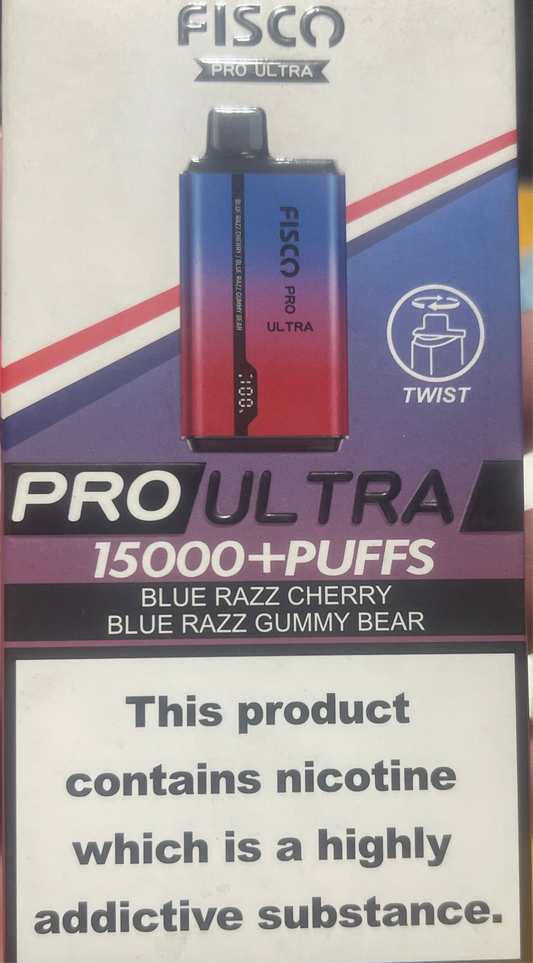 FISCO
PRO ULTRA
BLUE RAZZ CHERRY / BLUE RAZZ GUMMY BEAR
FISCO PRO
ULTRA
100
TWIST
PRO ULTRA
15000+PUFFS
BLUE RAZZ CHERRY
BLUE RAZZ GUMMY BEAR
This product
contains nicotine
which is a highly
addictive substance.